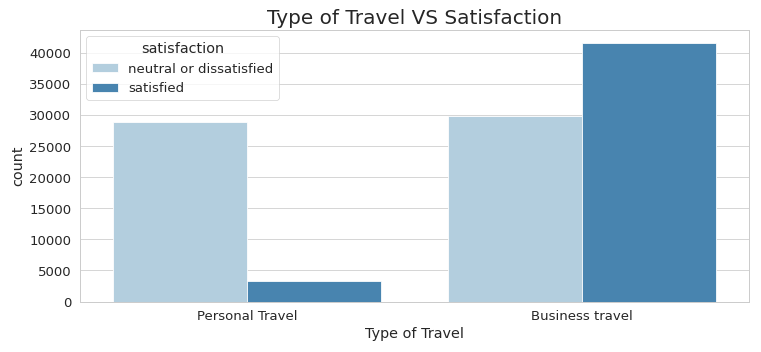 Type of Travel VS Satisfaction
satisfaction
neutral or dissatisfied
satisfied
count
40000
35000
30000
25000
20000
15000
10000
5000
0
Personal Travel
Business travel
Type of Travel